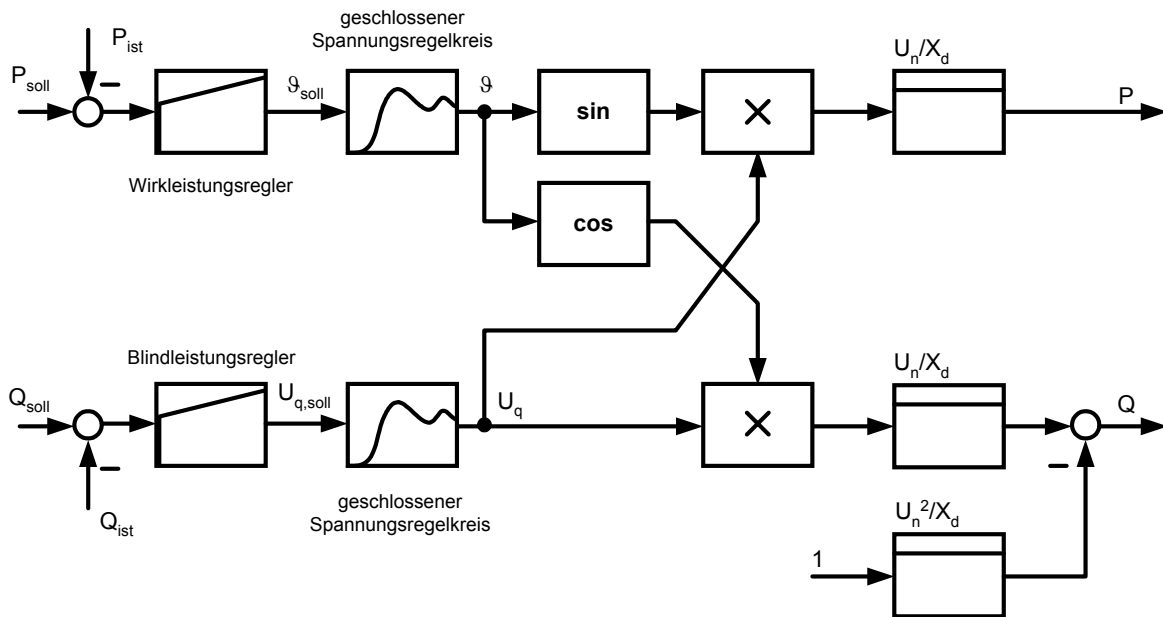 geschlossener
Spannungsregelkreis
P_ist
P_soll
ϑ_soll
ϑ
sin
×
U_n/X_d
P
Wirkleistungsregler
cos
Blindleistungsregler
Q_soll
U_q,soll
U_q
×
U_n/X_d
Q
Q_ist
geschlossener
Spannungsregelkreis
U_n²/X_d
1